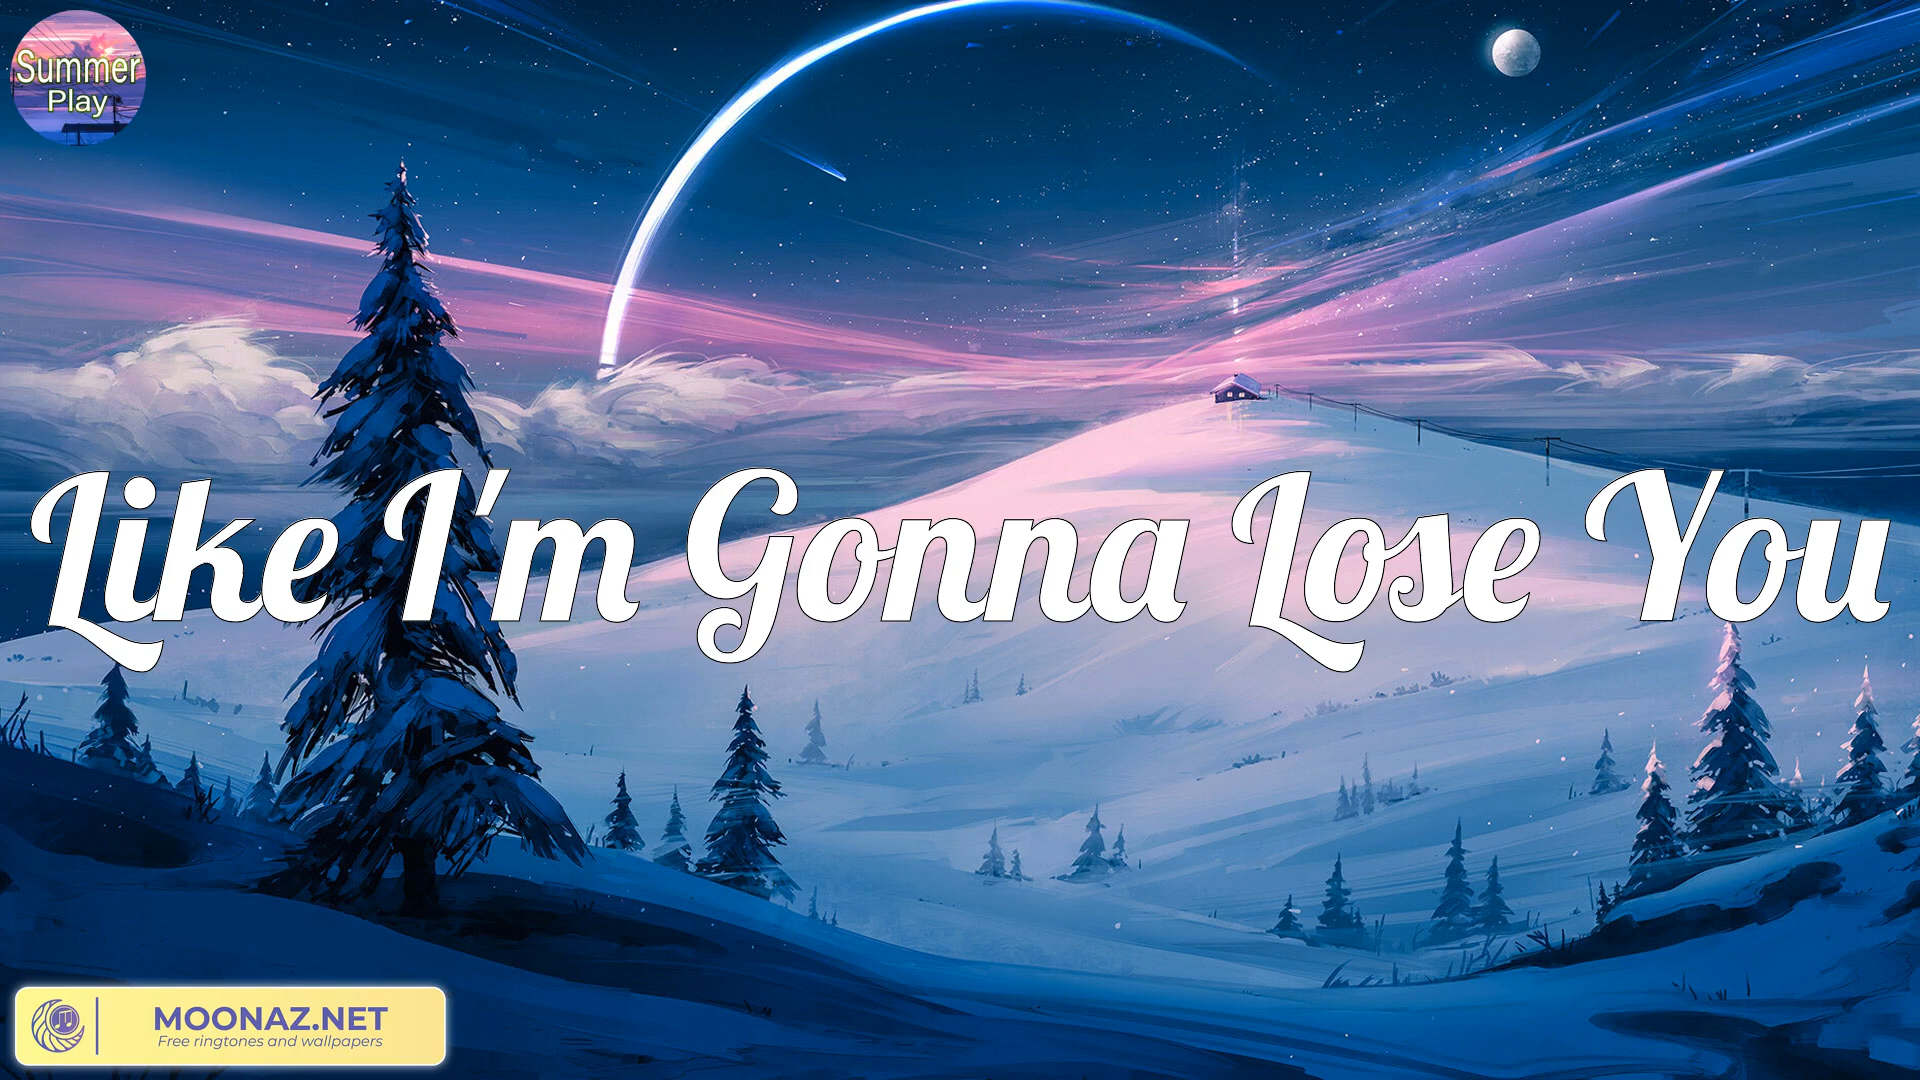 Summer
Play
Like I'm Gonna Lose You
MOONAZ.NET
Free ringtones and wallpapers